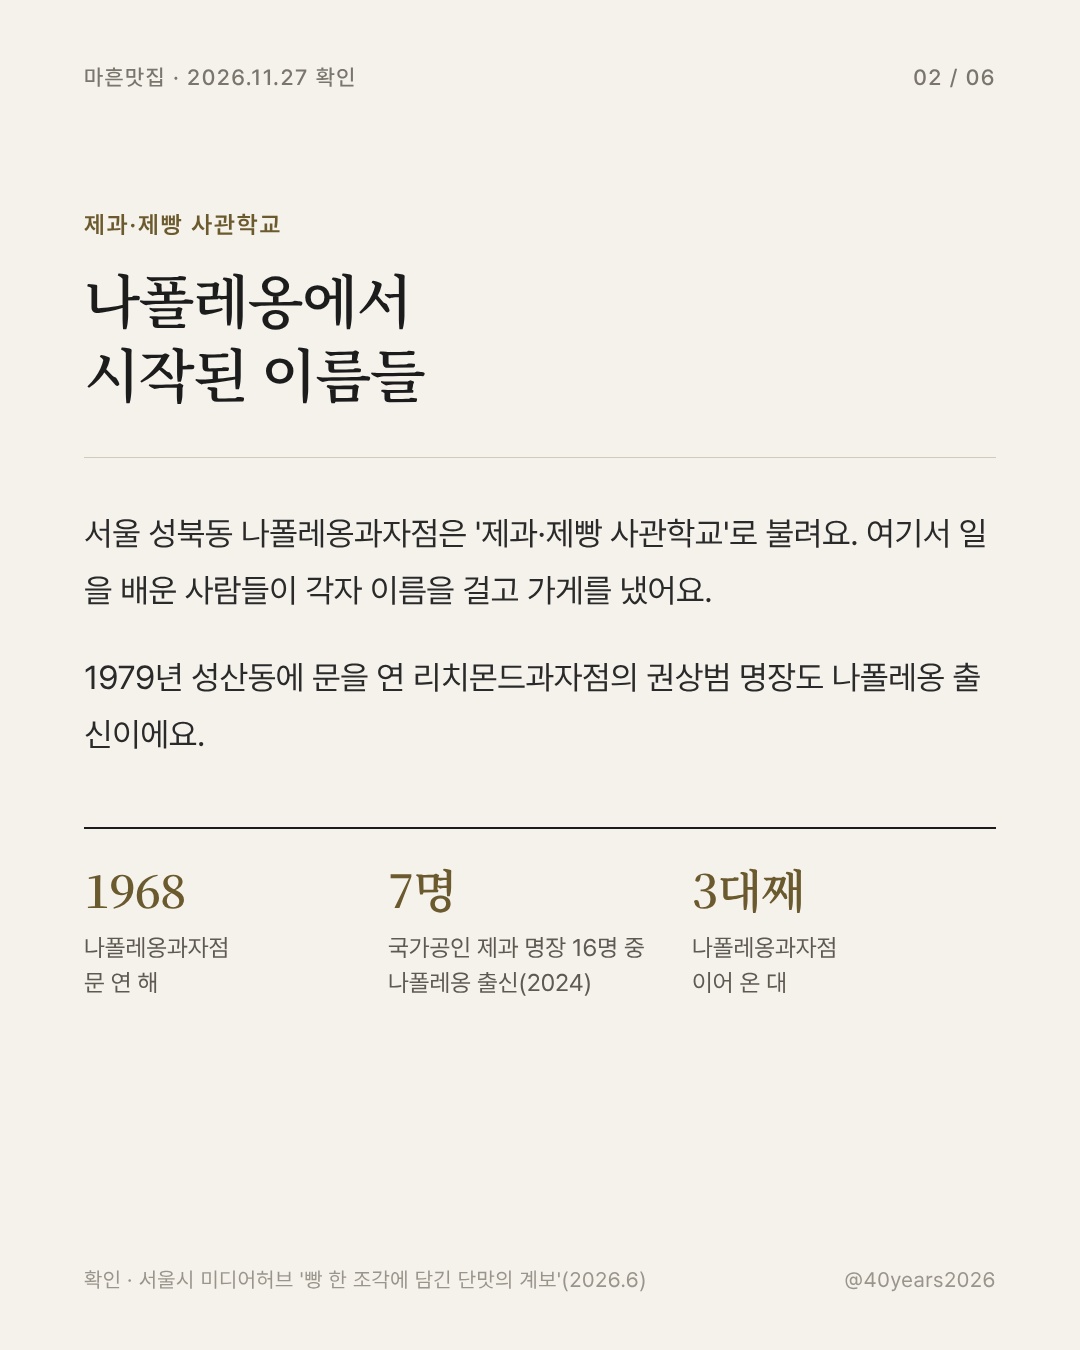 마흔맛집 · 2026.11.27 확인
02 / 06
제과·제빵 사관학교
나폴레옹에서
시작된 이름들
서울 성북동 나폴레옹과자점은 '제과·제빵 사관학교'로 불려요. 여기서 일
을 배운 사람들이 각자 이름을 걸고 가게를 냈어요.
1979년 성산동에 문을 연 리치몬드과자점의 권상범 명장도 나폴레옹 출
신이에요.
1968
나폴레옹과자점
문 연 해
7명
국가공인 제과 명장 16명 중
나폴레옹 출신(2024)
3대째
나폴레옹과자점
이어 온 대
확인 · 서울시 미디어허브 '빵 한 조각에 담긴 단맛의 계보'(2026.6)
@40years2026